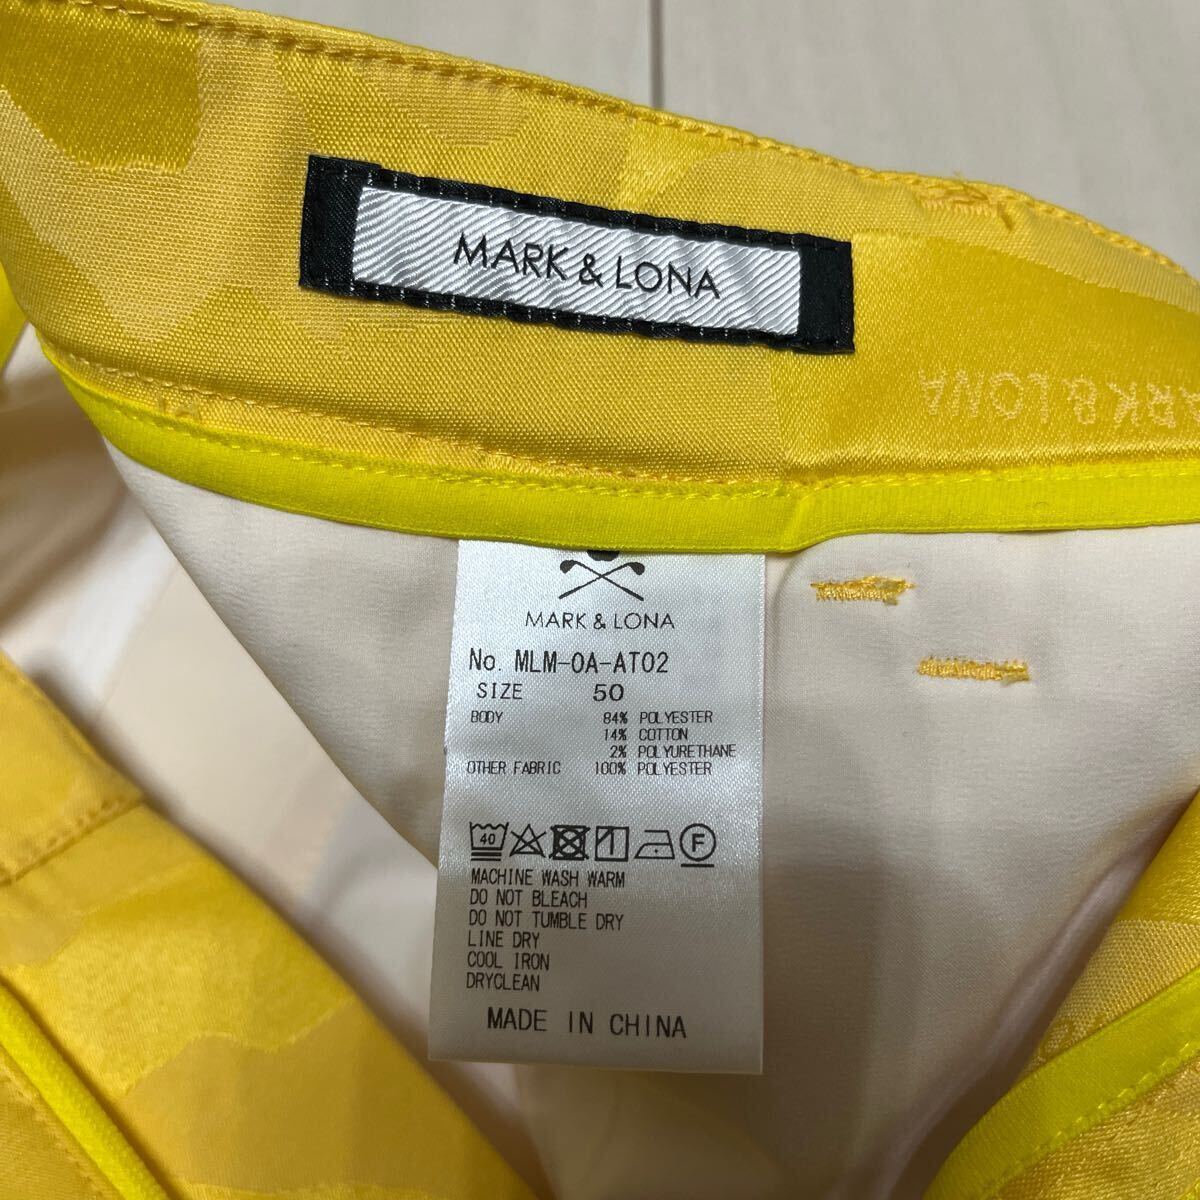 MARK & LONA
ARK & LONA
MARK & LONA
No. MLM-0A-AT02
SIZE 50
BODY 84% POLYESTER
14% COTTON
2% POLYURETHANE
OTHER FABRIC 100% POLYESTER
40 F
MACHINE WASH WARM
DO NOT BLEACH
DO NOT TUMBLE DRY
LINE DRY
COOL IRON
DRYCLEAN
MADE IN CHINA